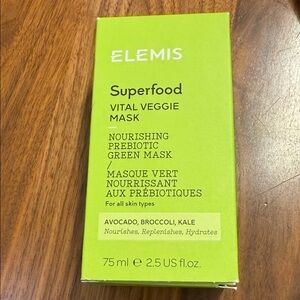 ELEMIS
Superfood
VITAL VEGGIE
MASK
NOURISHING
PREBIOTIC
GREEN MASK
/
MASQUE VERT
NOURRISSANT
AUX PRÉBIOTIQUES
For all skin types
AVOCADO, BROCCOLI, KALE
Nourishes, Replenishes, Hydrates
75 ml ℮ 2.5 US fl.oz.